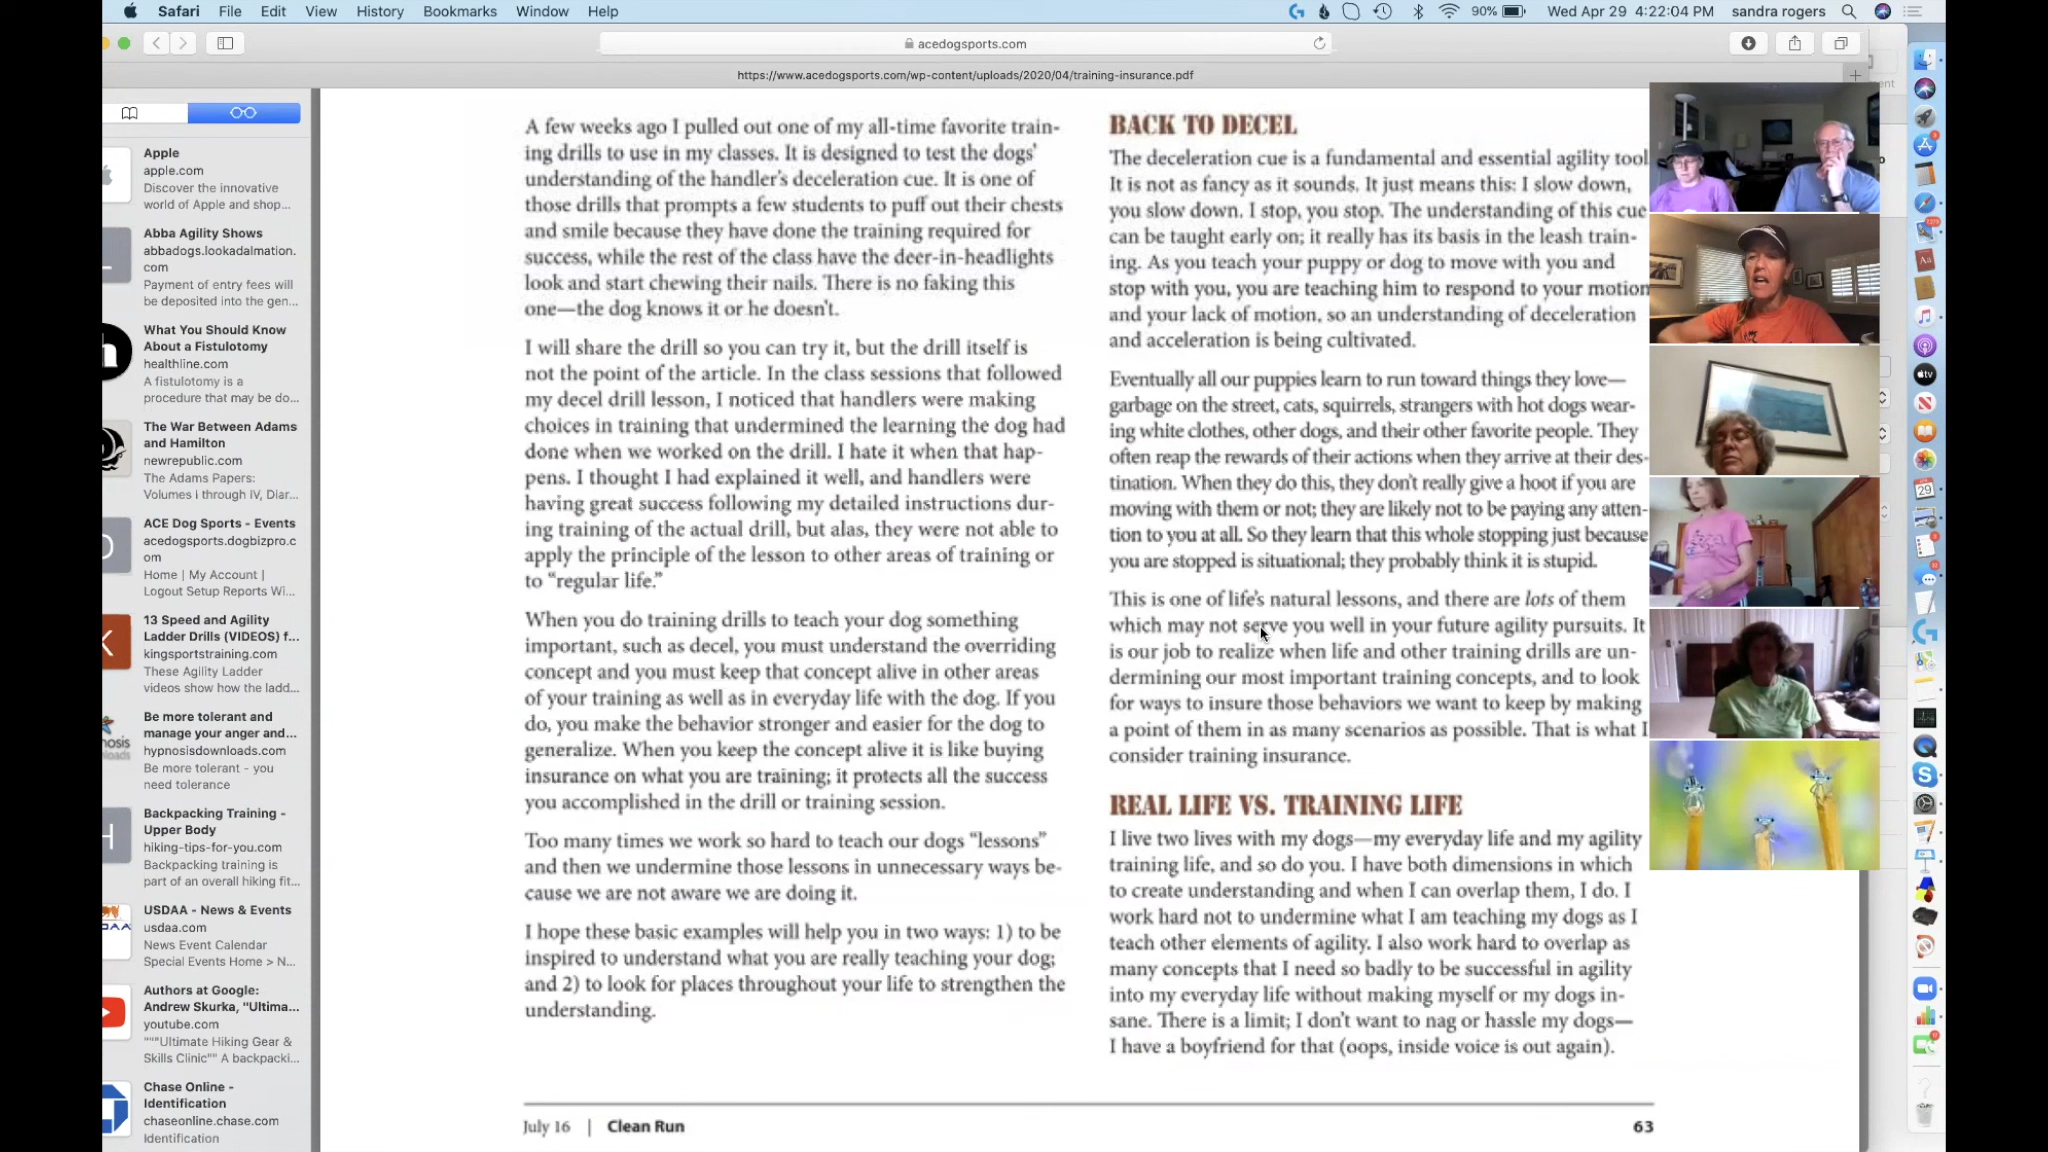 Safari File Edit View History Bookmarks Window Help 90% Wed Apr 29 4:22:04 PM sandra rogers
acedogsports.com
https://www.acedogsports.com/wp-content/uploads/2020/04/training-insurance.pdf
Apple
apple.com
Discover the innovative
world of Apple and shop...
Abba Agility Shows
abbadogs.lookadalmation.
com
Payment of entry fees will
be deposited into the gen...
What You Should Know
About a Fistulotomy
healthline.com
A fistulotomy is a
procedure that may be do...
The War Between Adams
and Hamilton
newrepublic.com
The Adams Papers:
Volumes I through IV, Diar...
ACE Dog Sports - Events
acedogsports.dogbizpro.c
om
Home | My Account |
Logout Setup Reports Wi...
13 Speed and Agility
Ladder Drills (VIDEOS) f...
kingsportstraining.com
These Agility Ladder
videos show how the ladd...
Be more tolerant and
manage your anger and...
hypnosisdownloads.com
Be more tolerant - you
need tolerance
Backpacking Training -
Upper Body
hiking-tips-for-you.com
Backpacking training is
part of an overall hiking fit...
USDAA - News & Events
usdaa.com
News Event Calendar
Special Events Home > N...
Authors at Google:
Andrew Skurka, "Ultima...
youtube.com
"""Ultimate Hiking Gear &
Skills Clinic"" A backpacki...
Chase Online -
Identification
chaseonline.chase.com
Identification
A few weeks ago I pulled out one of my all-time favorite train-
ing drills to use in my classes. It is designed to test the dogs'
understanding of the handler's deceleration cue. It is one of
those drills that prompts a few students to puff out their chests
and smile because they have done the training required for
success, while the rest of the class have the deer-in-headlights
look and start chewing their nails. There is no faking this
one—the dog knows it or he doesn't.
I will share the drill so you can try it, but the drill itself is
not the point of the article. In the class sessions that followed
my decel drill lesson, I noticed that handlers were making
choices in training that undermined the learning the dog had
done when we worked on the drill. I hate it when that hap-
pens. I thought I had explained it well, and handlers were
having great success following my detailed instructions dur-
ing training of the actual drill, but alas, they were not able to
apply the principle of the lesson to other areas of training or
to "regular life."
When you do training drills to teach your dog something
important, such as decel, you must understand the overriding
concept and you must keep that concept alive in other areas
of your training as well as in everyday life with the dog. If you
do, you make the behavior stronger and easier for the dog to
generalize. When you keep the concept alive it is like buying
insurance on what you are training; it protects all the success
you accomplished in the drill or training session.
Too many times we work so hard to teach our dogs "lessons"
and then we undermine those lessons in unnecessary ways be-
cause we are not aware we are doing it.
I hope these basic examples will help you in two ways: 1) to be
inspired to understand what you are really teaching your dog;
and 2) to look for places throughout your life to strengthen the
understanding.
BACK TO DECEL
The deceleration cue is a fundamental and essential agility tool
It is not as fancy as it sounds. It just means this: I slow down,
you slow down. I stop, you stop. The understanding of this cue
can be taught early on; it really has its basis in the leash train-
ing. As you teach your puppy or dog to move with you and
stop with you, you are teaching him to respond to your motion
and your lack of motion, so an understanding of deceleration
and acceleration is being cultivated.
Eventually all our puppies learn to run toward things they love—
garbage on the street, cats, squirrels, strangers with hot dogs wear-
ing white clothes, other dogs, and their other favorite people. They
often reap the rewards of their actions when they arrive at their des-
tination. When they do this, they don't really give a hoot if you are
moving with them or not; they are likely not to be paying any atten-
tion to you at all. So they learn that this whole stopping just because
you are stopped is situational; they probably think it is stupid.
This is one of life's natural lessons, and there are lots of them
which may not serve you well in your future agility pursuits. It
is our job to realize when life and other training drills are un-
dermining our most important training concepts, and to look
for ways to insure those behaviors we want to keep by making
a point of them in as many scenarios as possible. That is what I
consider training insurance.
REAL LIFE VS. TRAINING LIFE
I live two lives with my dogs—my everyday life and my agility
training life, and so do you. I have both dimensions in which
to create understanding and when I can overlap them, I do. I
work hard not to undermine what I am teaching my dogs as I
teach other elements of agility. I also work hard to overlap as
many concepts that I need so badly to be successful in agility
into my everyday life without making myself or my dogs in-
sane. There is a limit; I don't want to nag or hassle my dogs—
I have a boyfriend for that (oops, inside voice is out again).
July 16 | Clean Run
63